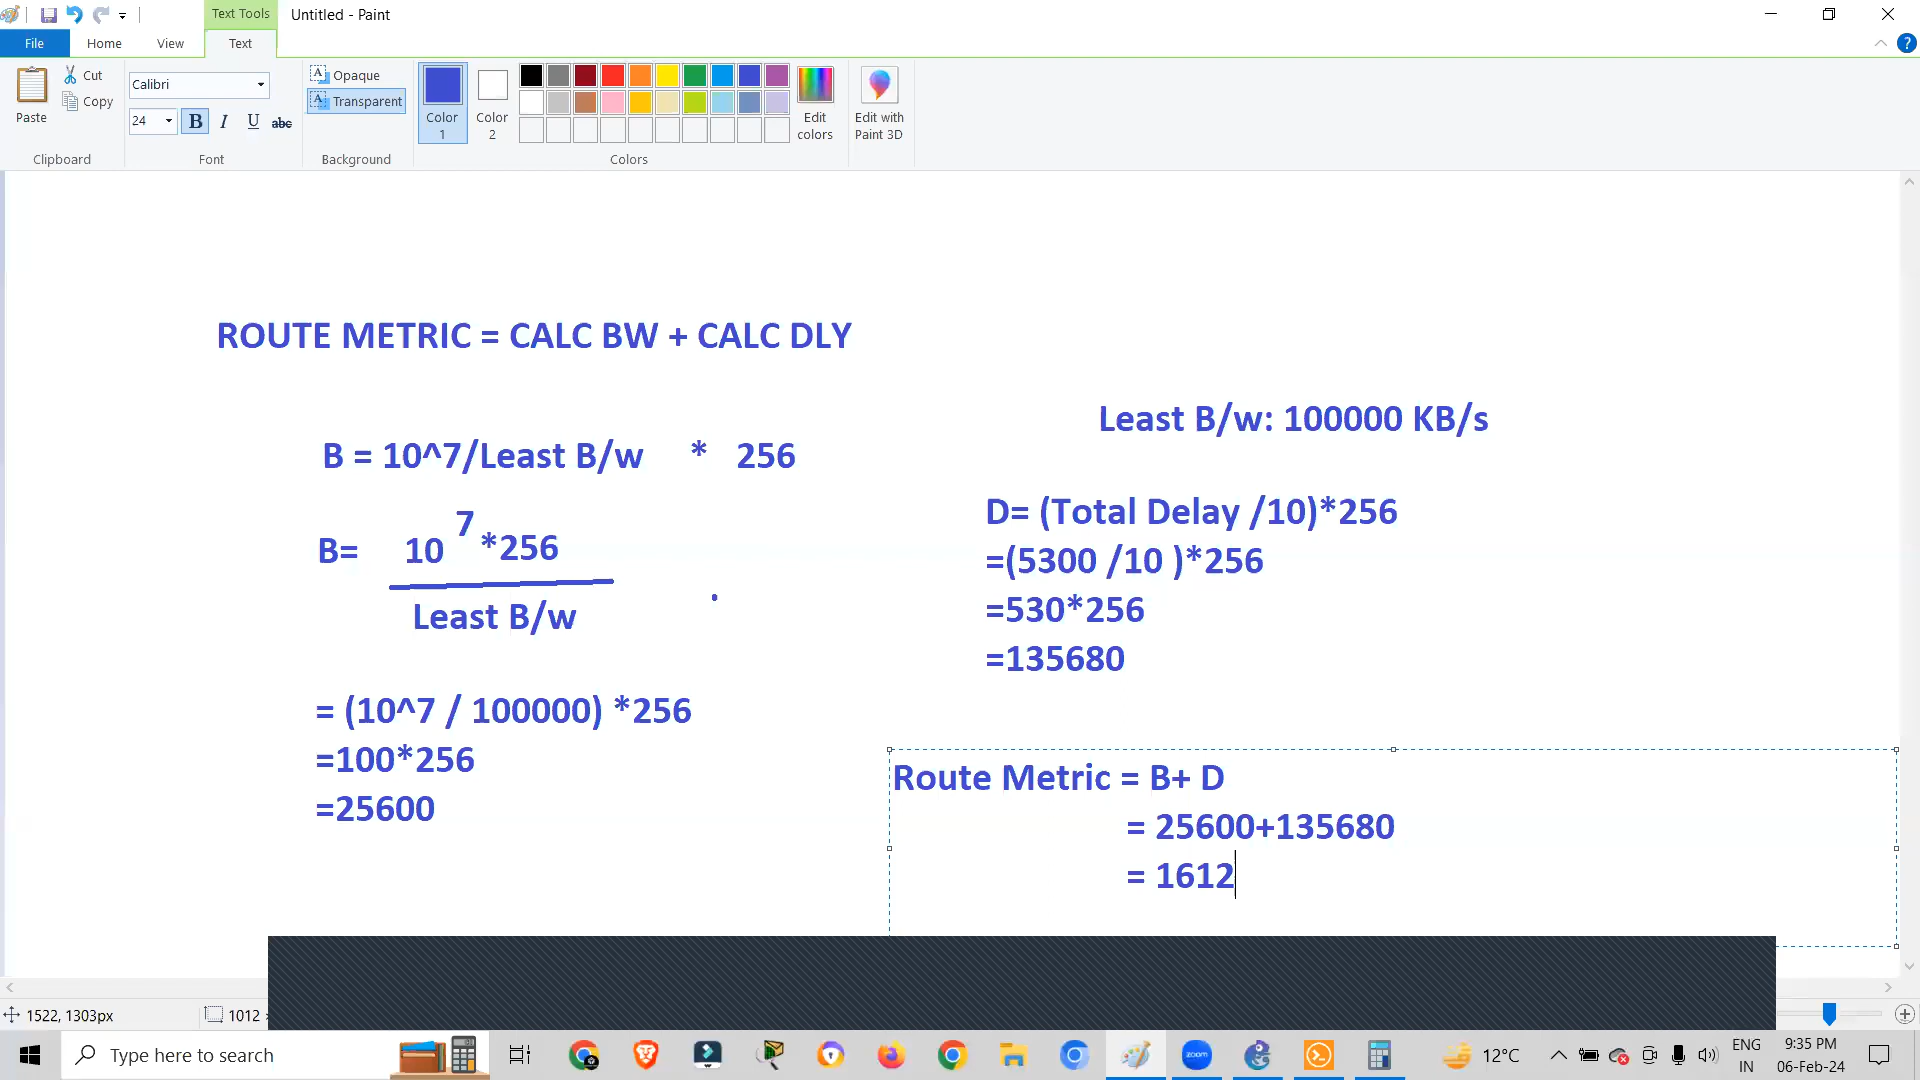 Text Tools
Untitled - Paint
File
Home
View
Text
Paste
Cut
Copy
Clipboard
Calibri
24
B I U abc
Font
Opaque
Transparent
Background
Color 1
Color 2
Edit colors
Colors
Edit with Paint 3D
ROUTE METRIC = CALC BW + CALC DLY
B = 10^7/Least B/w * 256
B= 10 7 *256
Least B/w
= (10^7 / 100000) *256
=100*256
=25600
Least B/w: 100000 KB/s
D= (Total Delay /10)*256
=(5300 /10 )*256
=530*256
=135680
Route Metric = B+ D
= 25600+135680
= 1612
1522, 1303px
1012
Type here to search
zoom
12°C
ENG
IN
9:35 PM
06-Feb-24